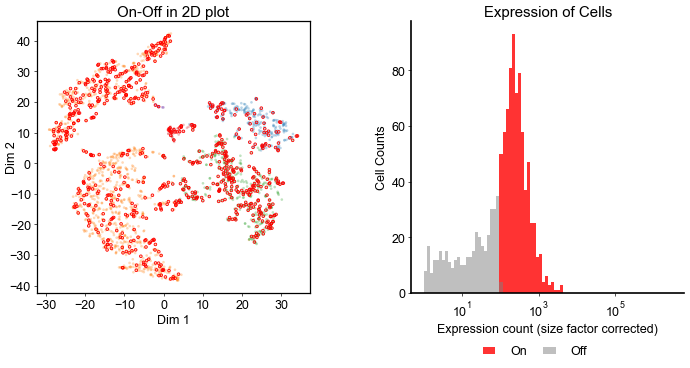 On-Off in 2D plot
Dim 2
40
30
20
10
0
−10
−20
−30
−40
−30 −20 −10 0 10 20 30
Dim 1
Expression of Cells
Cell Counts
80
60
40
20
0
10^1 10^3 10^5
Expression count (size factor corrected)
On Off